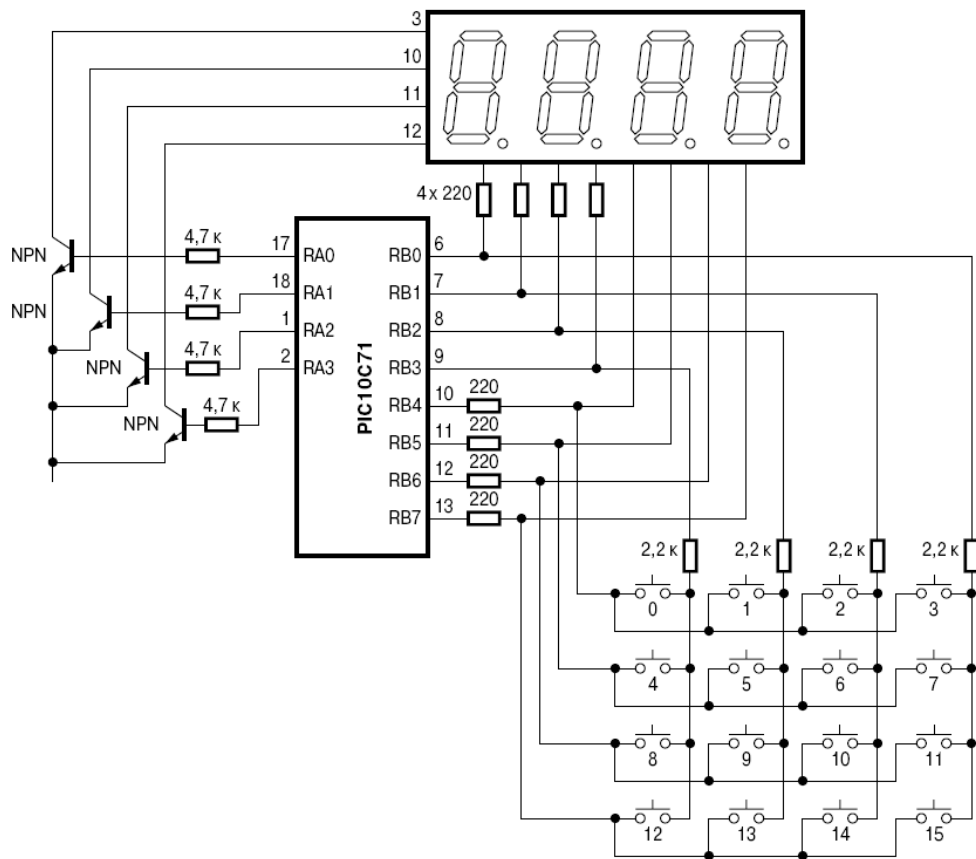 3
10
11
12
4x 220
NPN 4,7 к 17 RA0 RB0 6
NPN 4,7 к 18 RA1 RB1 7
NPN 4,7 к 1 RA2 RB2 8
NPN 4,7 к 2 RA3 RB3 9
PIC10C71
RB4 10 220
RB5 11 220
RB6 12 220
RB7 13 220
2,2 к 2,2 к 2,2 к 2,2 к
0 1 2 3
4 5 6 7
8 9 10 11
12 13 14 15